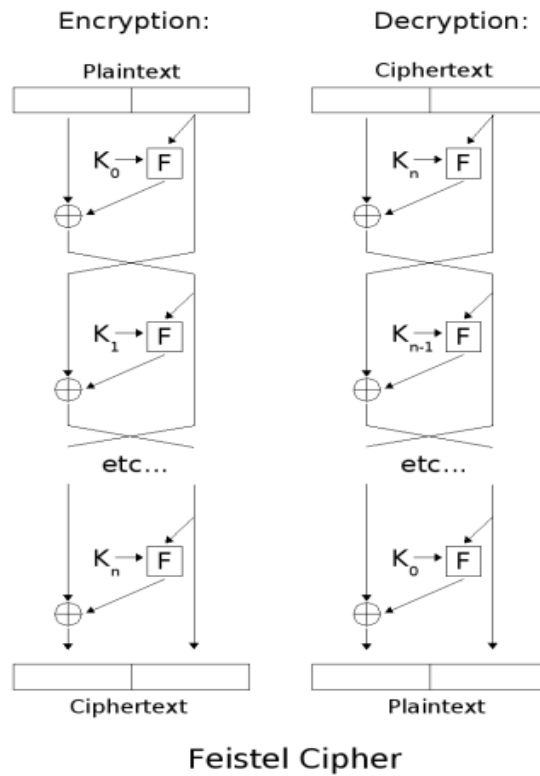 Encryption: Decryption:
Plaintext Ciphertext
K0 F Kn F
K1 F Kn-1 F
etc... etc...
Kn F K0 F
Ciphertext Plaintext
Feistel Cipher